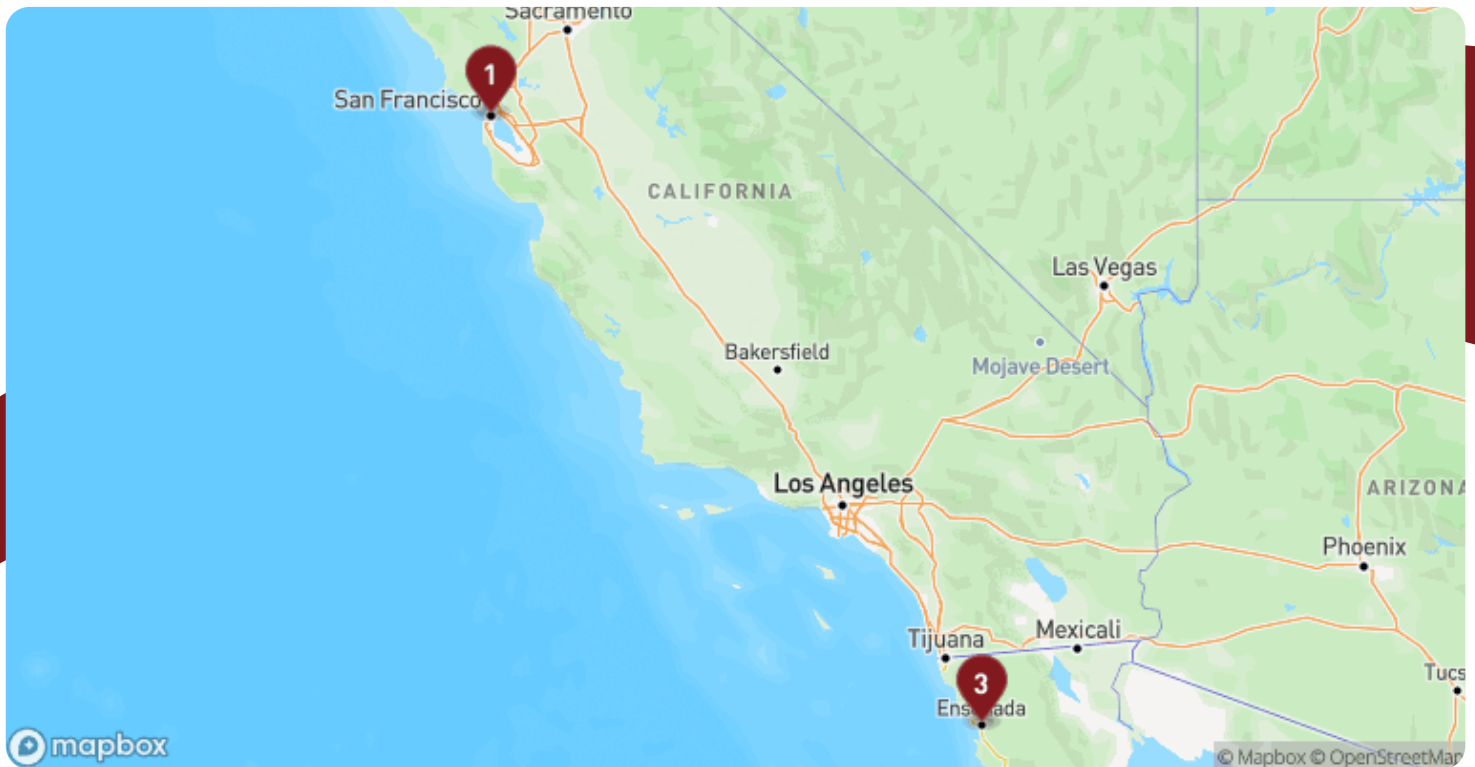 Sacramento
1
San Francisco
CALIFORNIA
Las Vegas
Bakersfield
Mojave Desert
Los Angeles
ARIZONA
Phoenix
Tijuana
Mexicali
3
Ensenada
Tucs
mapbox
© Mapbox © OpenStreetMap